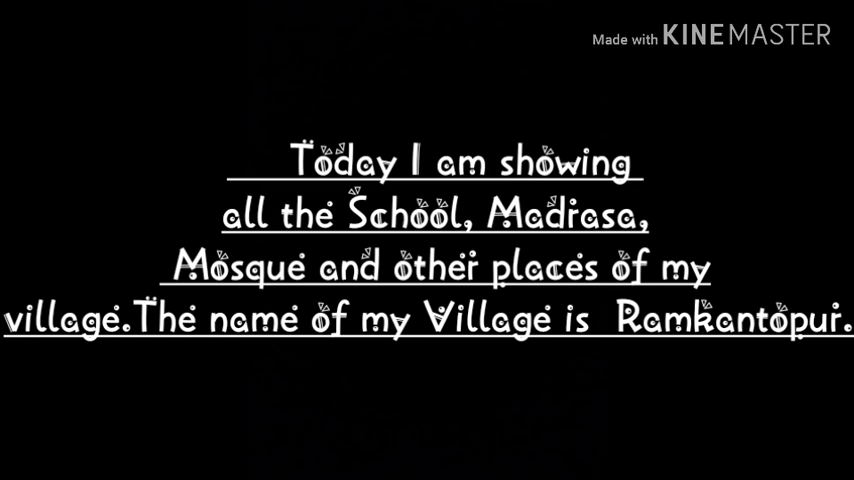 Made with KINEMASTER
Today I am showing
all the School, Madrasa,
Mosque and other places of my
village.The name of my Village is Ramkantopur.